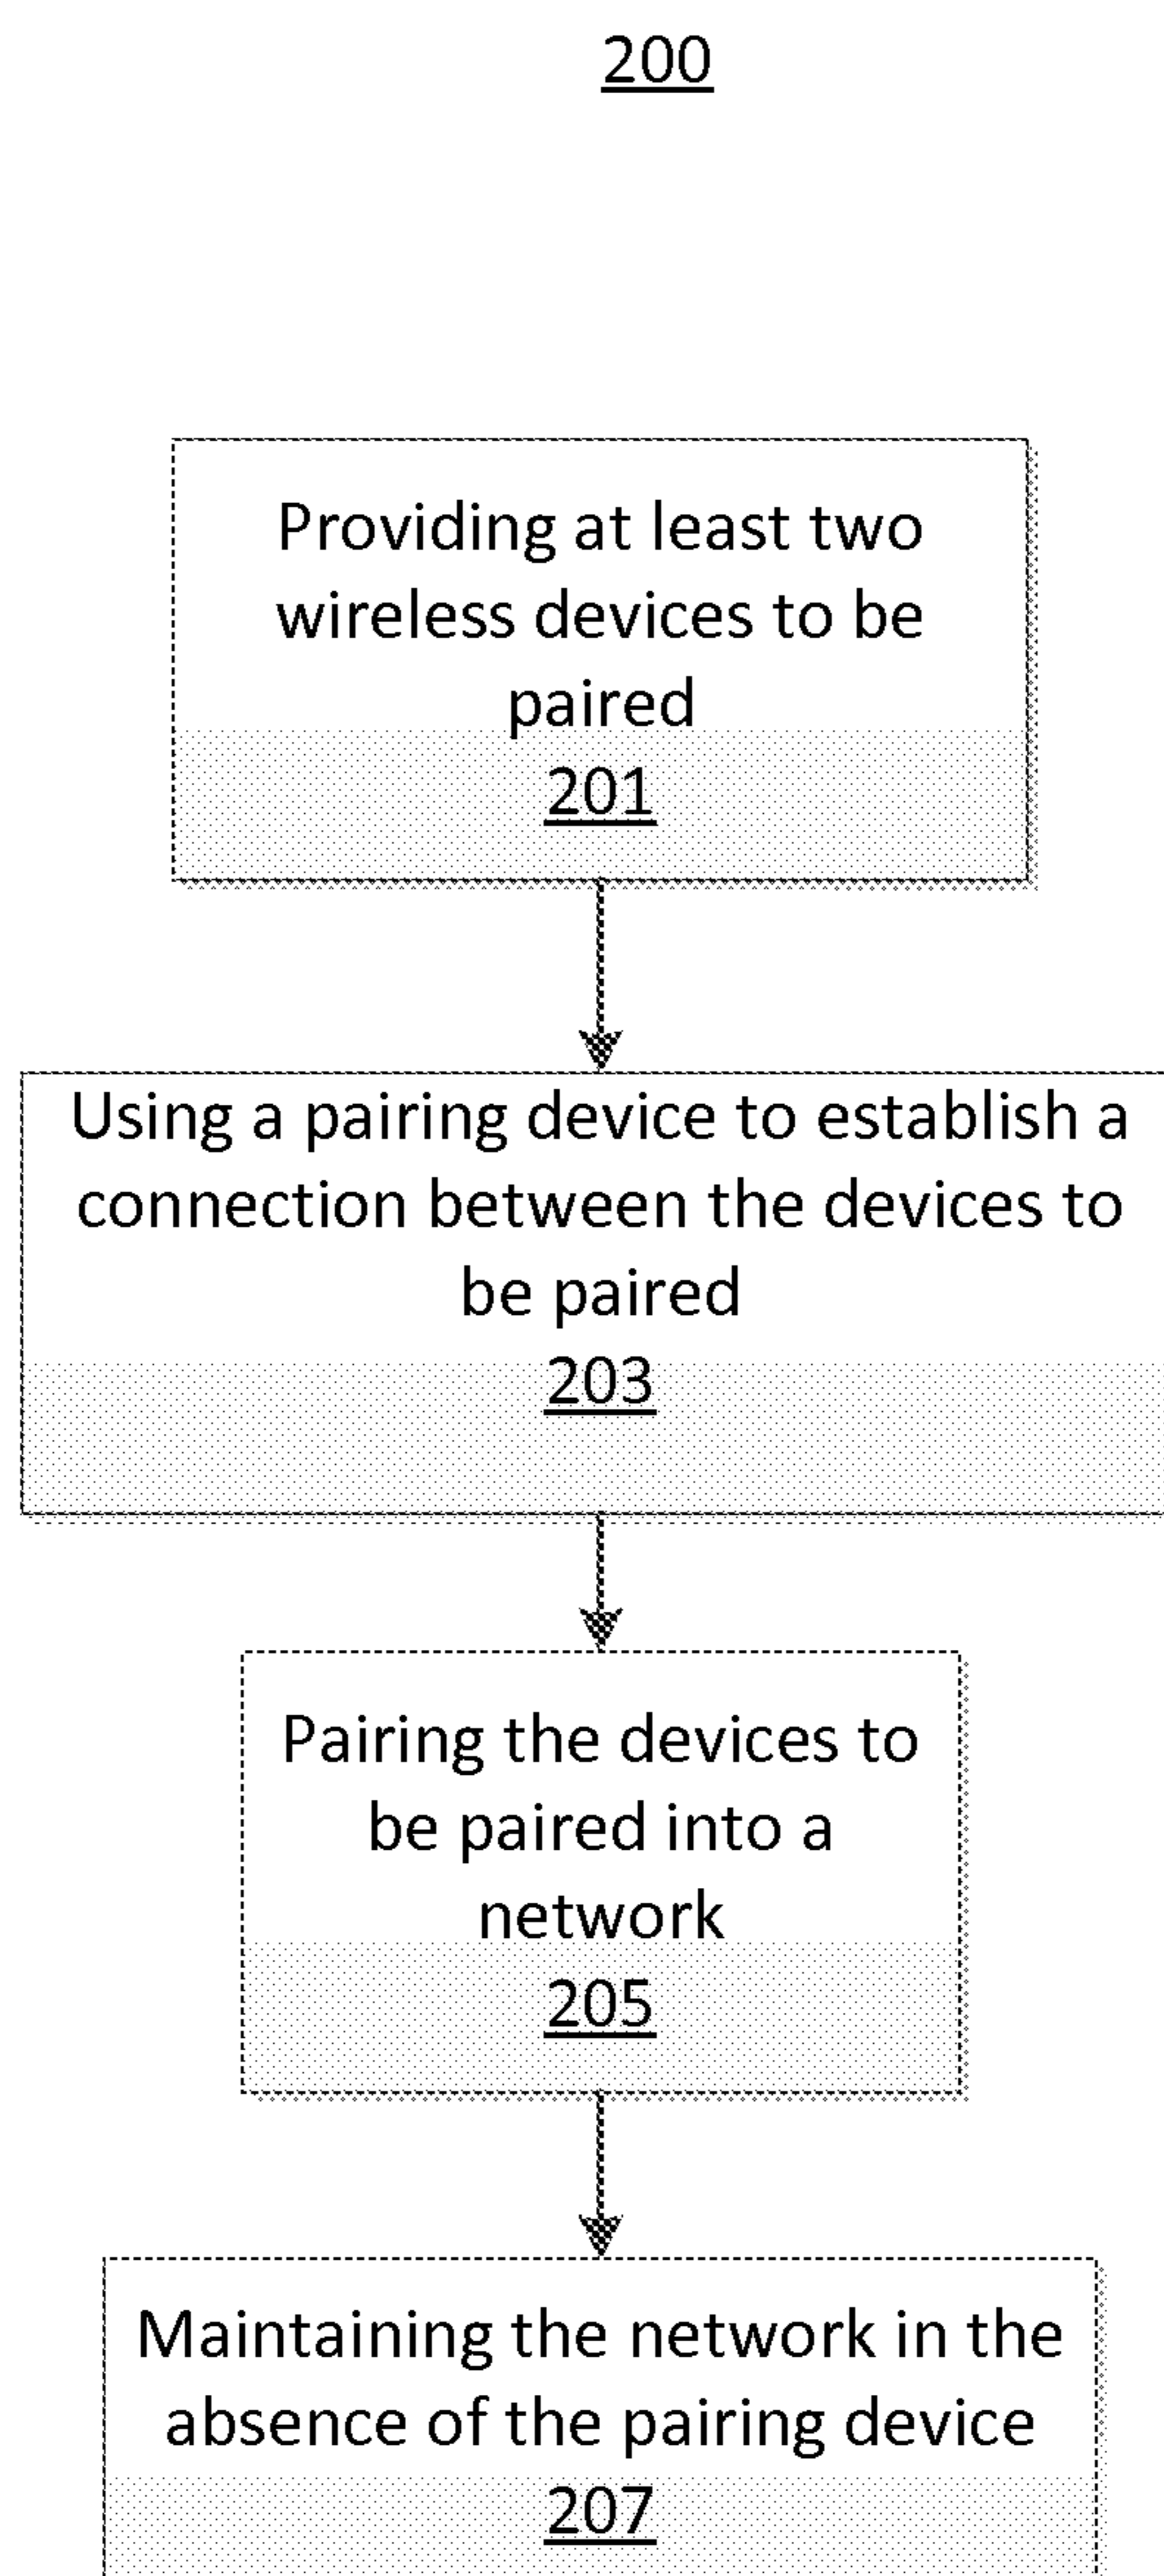 200
Providing at least two
wireless devices to be
paired
201
Using a pairing device to establish a
connection between the devices to
be paired
203
Pairing the devices to
be paired into a
network
205
Maintaining the network in the
absence of the pairing device
207